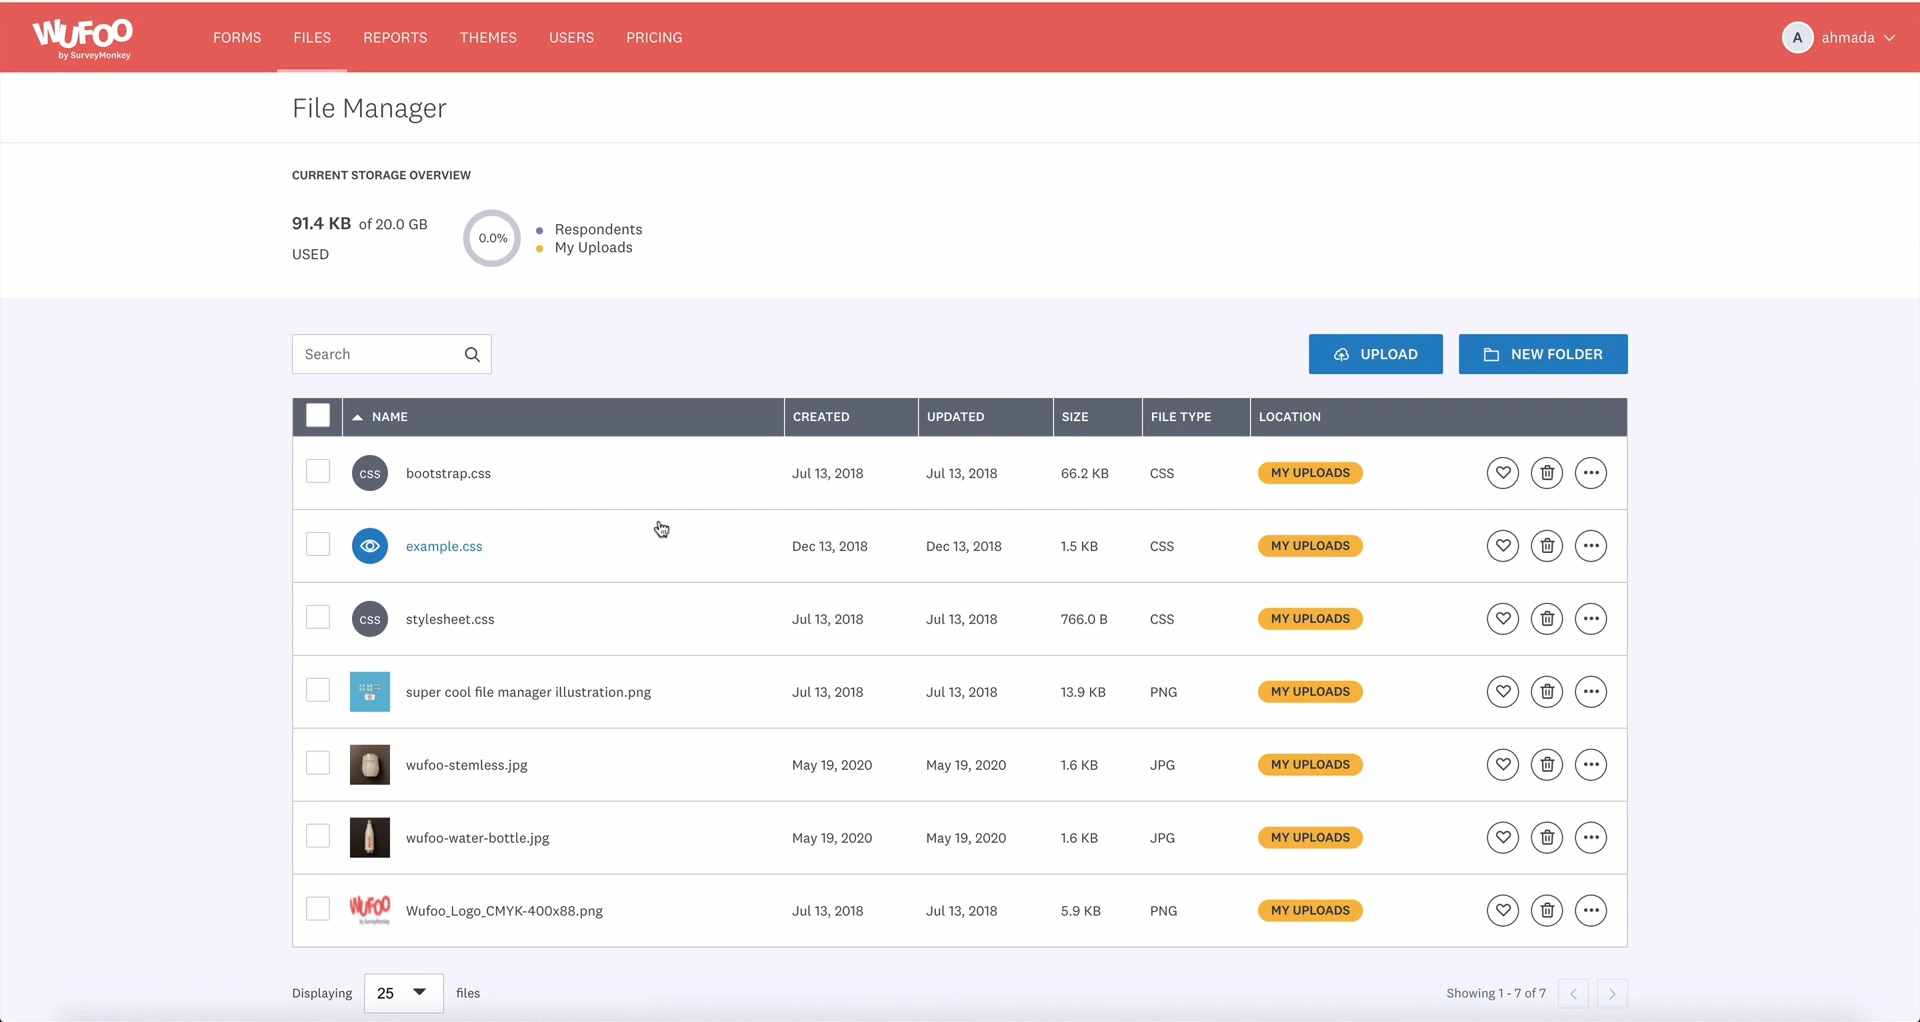 WUFOO
by SurveyMonkey
FORMS FILES REPORTS THEMES USERS PRICING
A ahmada
File Manager
CURRENT STORAGE OVERVIEW
91.4 KB of 20.0 GB
USED
0.0%
Respondents
My Uploads
Search
UPLOAD
NEW FOLDER
NAME CREATED UPDATED SIZE FILE TYPE LOCATION
CSS bootstrap.css Jul 13, 2018 Jul 13, 2018 66.2 KB CSS MY UPLOADS
example.css Dec 13, 2018 Dec 13, 2018 1.5 KB CSS MY UPLOADS
CSS stylesheet.css Jul 13, 2018 Jul 13, 2018 766.0 B CSS MY UPLOADS
super cool file manager illustration.png Jul 13, 2018 Jul 13, 2018 13.9 KB PNG MY UPLOADS
wufoo-stemless.jpg May 19, 2020 May 19, 2020 1.6 KB JPG MY UPLOADS
wufoo-water-bottle.jpg May 19, 2020 May 19, 2020 1.6 KB JPG MY UPLOADS
WUFOO
by SurveyMonkey
Wufoo_Logo_CMYK-400x88.png Jul 13, 2018 Jul 13, 2018 5.9 KB PNG MY UPLOADS
Displaying 25 files
Showing 1 - 7 of 7